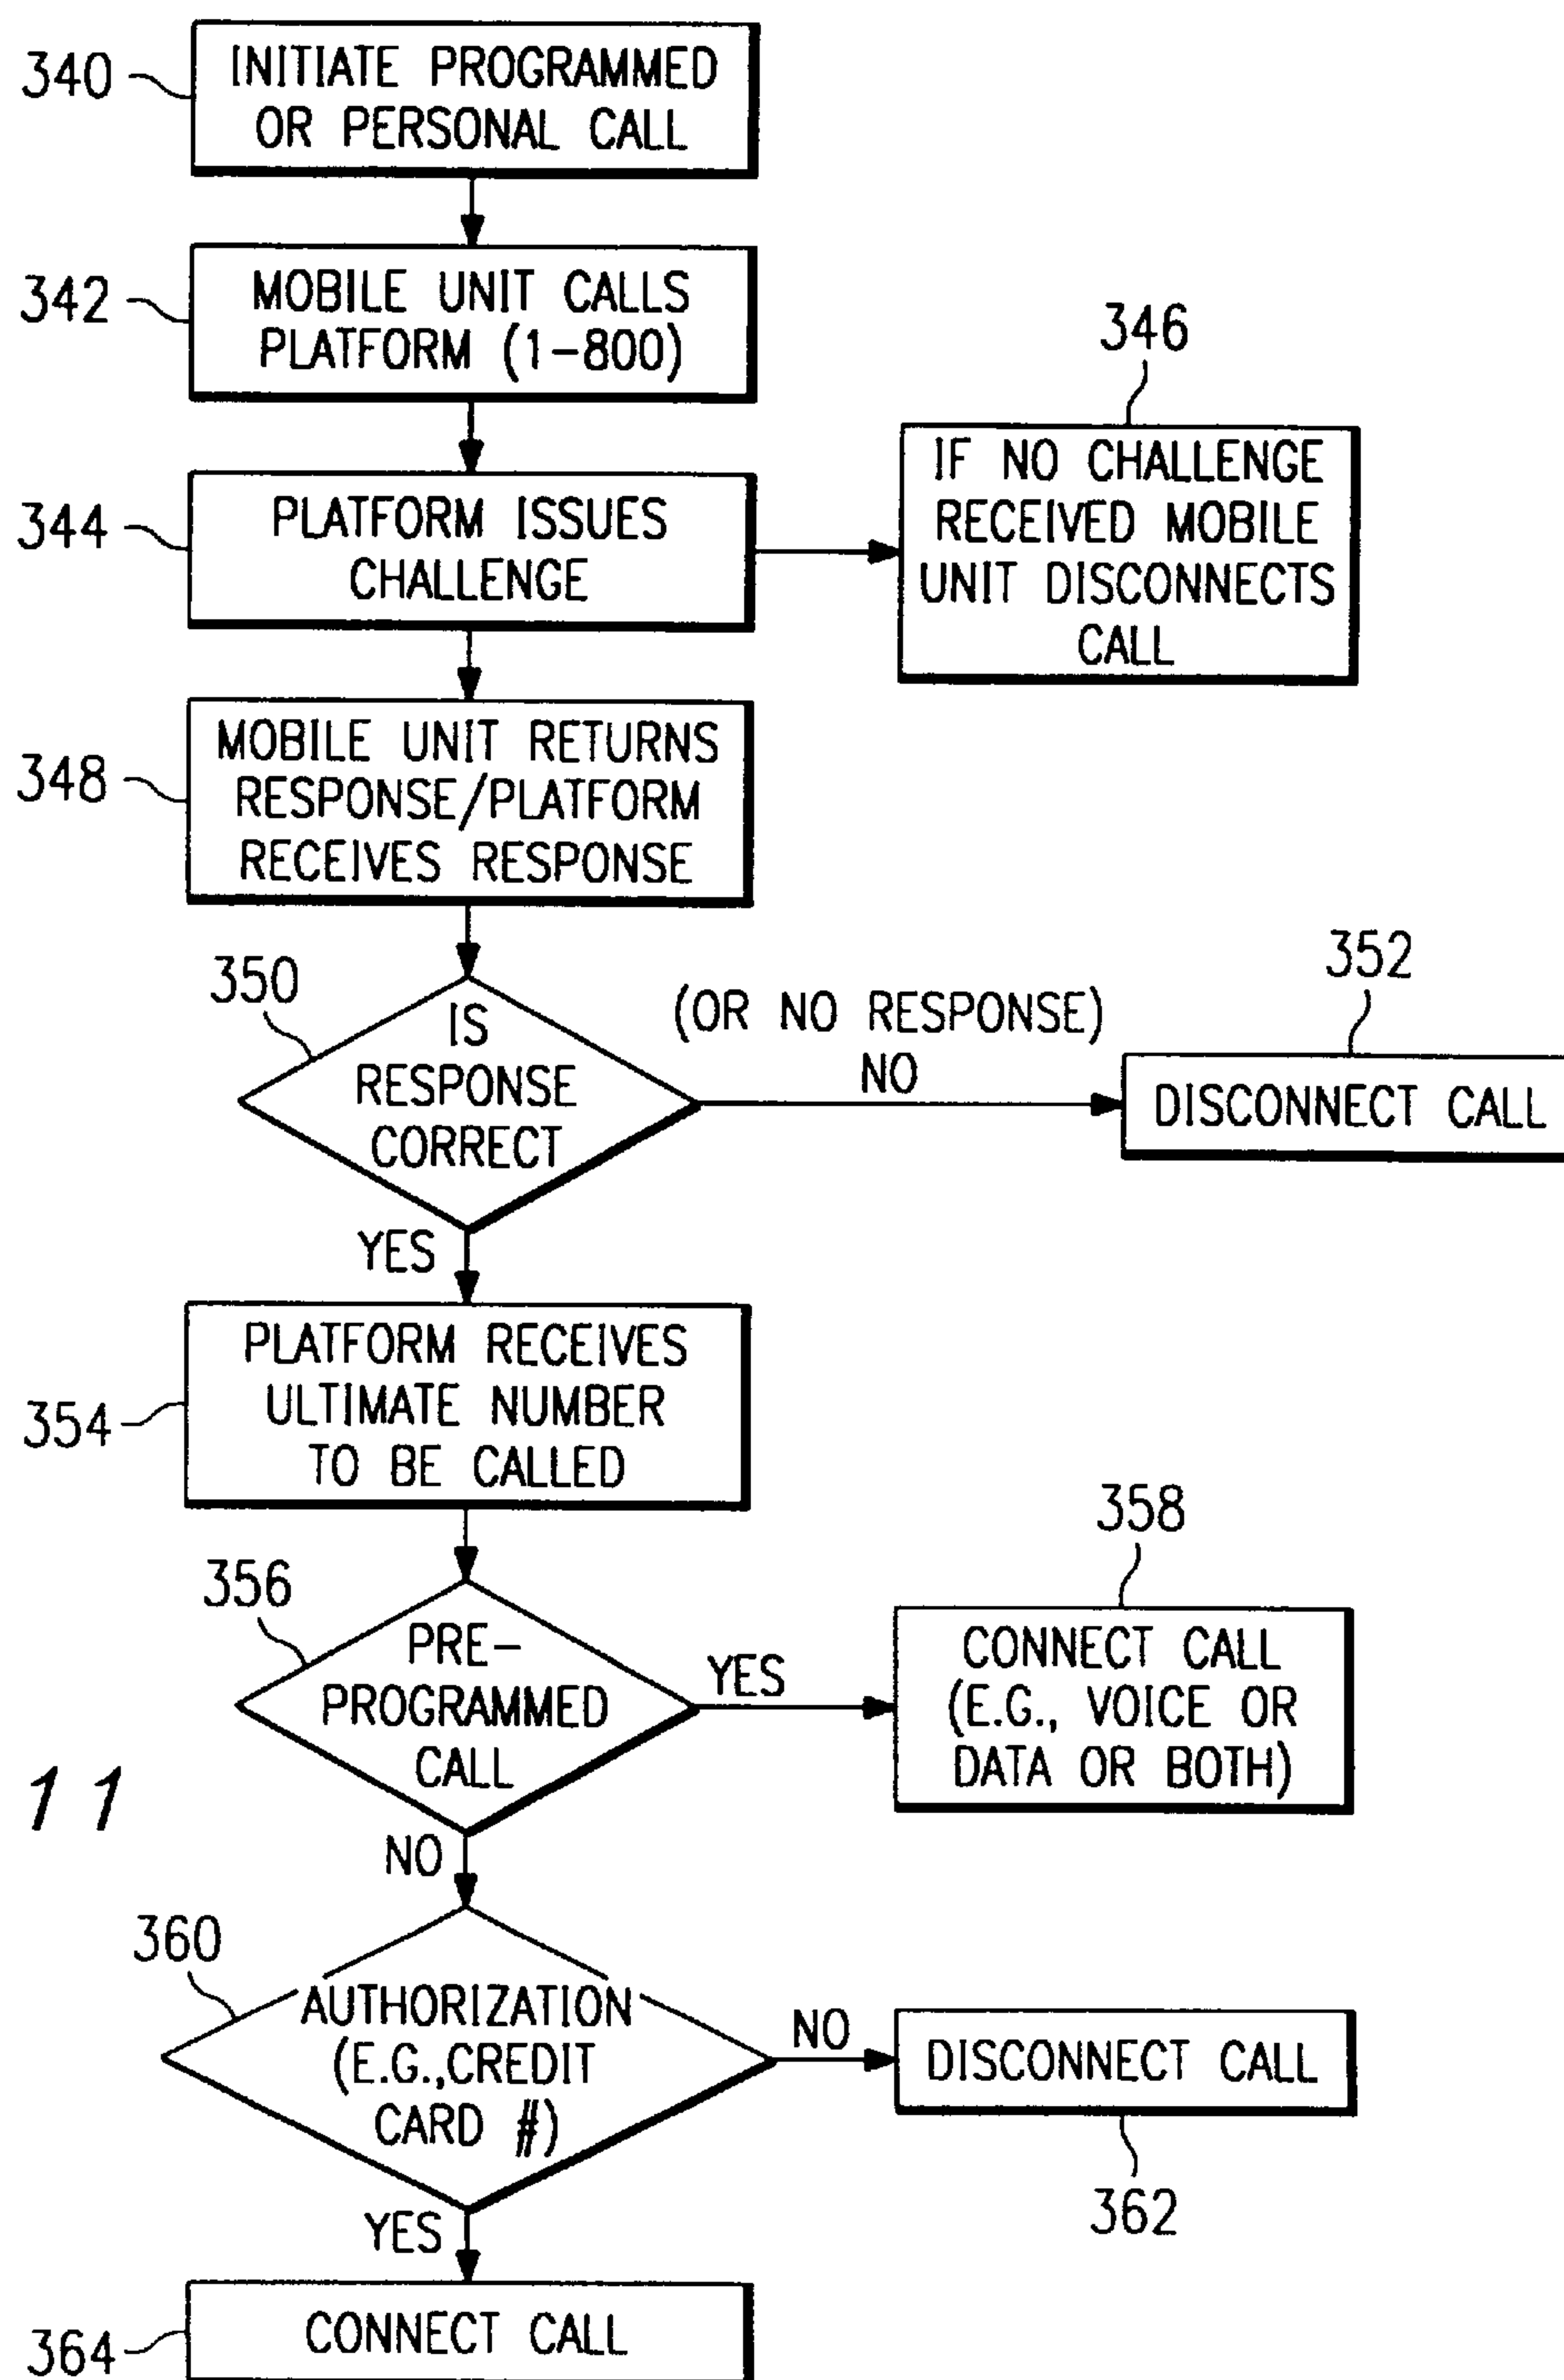 340
INITIATE PROGRAMMED
OR PERSONAL CALL
342
MOBILE UNIT CALLS
PLATFORM (1-800)
344
PLATFORM ISSUES
CHALLENGE
346
IF NO CHALLENGE
RECEIVED MOBILE
UNIT DISCONNECTS
CALL
348
MOBILE UNIT RETURNS
RESPONSE/PLATFORM
RECEIVES RESPONSE
350
IS
RESPONSE
CORRECT
(OR NO RESPONSE)
NO
352
DISCONNECT CALL
YES
354
PLATFORM RECEIVES
ULTIMATE NUMBER
TO BE CALLED
356
PRE-
PROGRAMMED
CALL
YES
358
CONNECT CALL
(E.G., VOICE OR
DATA OR BOTH)
11
NO
360
AUTHORIZATION
(E.G.,CREDIT
CARD #)
NO
DISCONNECT CALL
362
YES
364
CONNECT CALL